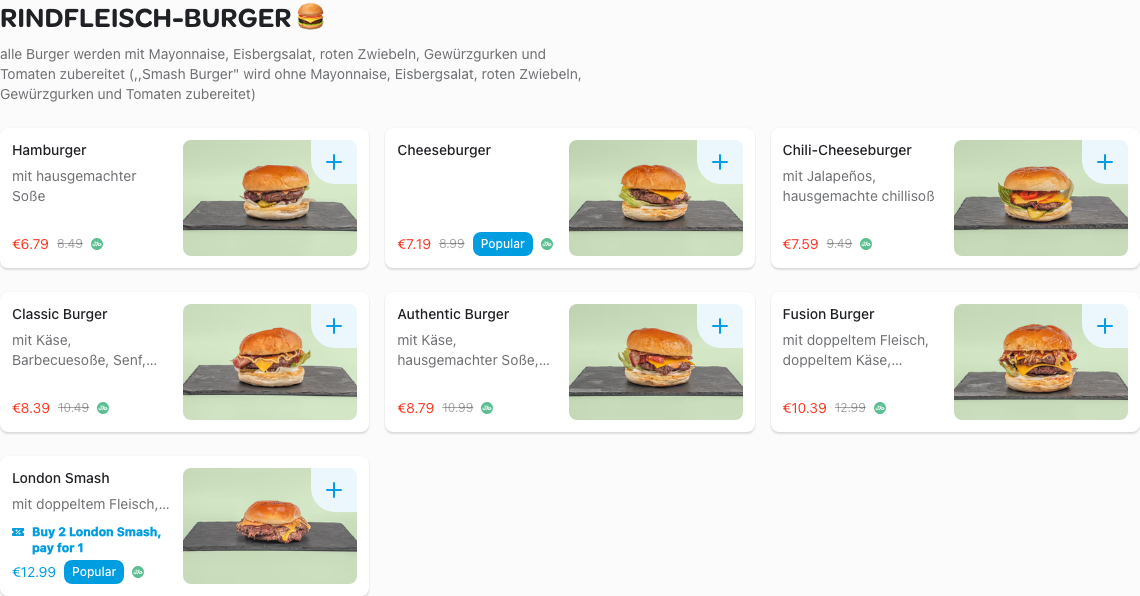 RINDFLEISCH-BURGER
alle Burger werden mit Mayonnaise, Eisbergsalat, roten Zwiebeln, Gewürzgurken und
Tomaten zubereitet (,,Smash Burger" wird ohne Mayonnaise, Eisbergsalat, roten Zwiebeln,
Gewürzgurken und Tomaten zubereitet)
Hamburger
mit hausgemachter
Soße
€6.79 8.49
Cheeseburger
€7.19 8.99 Popular
Chili-Cheeseburger
mit Jalapeños,
hausgemachte chillisoß
€7.59 9.49
Classic Burger
mit Käse,
Barbecuesoße, Senf,...
€8.39 10.49
Authentic Burger
mit Käse,
hausgemachter Soße,...
€8.79 10.99
Fusion Burger
mit doppeltem Fleisch,
doppeltem Käse,...
€10.39 12.99
London Smash
mit doppeltem Fleisch,...
Buy 2 London Smash,
pay for 1
€12.99 Popular